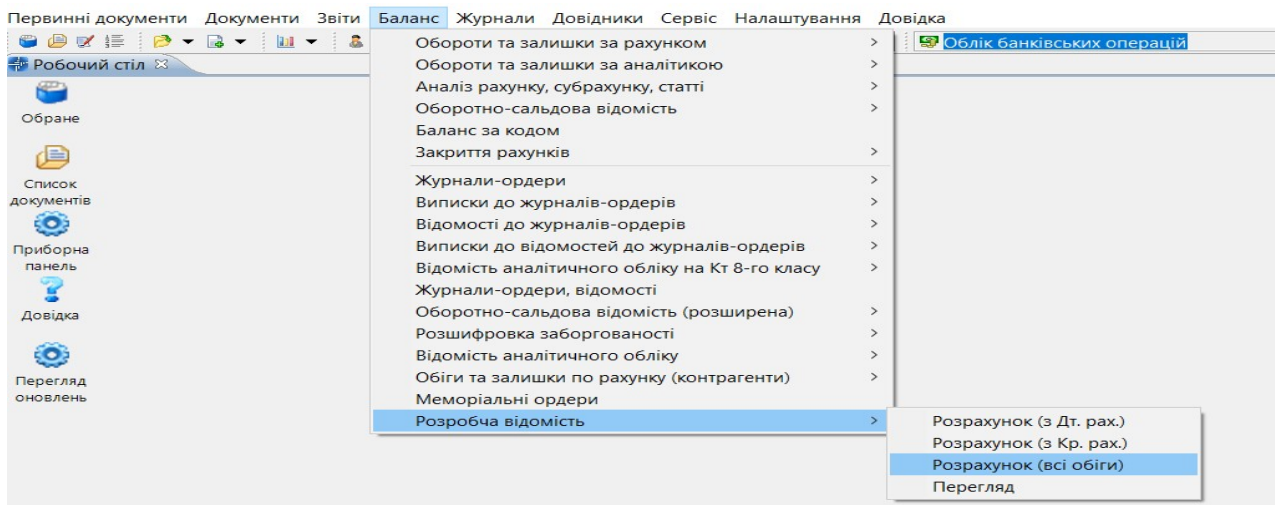 Первинні документи Документи Звіти Баланс Журнали Довідники Сервіс Налаштування Довідка
Облік банківських операцій
Робочий стіл
Обране
Список
документів
Приборна
панель
Довідка
Перегляд
оновлень
Обороти та залишки за рахунком
Обороти та залишки за аналітикою
Аналіз рахунку, субрахунку, статті
Оборотно-сальдова відомість
Баланс за кодом
Закриття рахунків
Журнали-ордери
Виписки до журналів-ордерів
Відомості до журналів-ордерів
Виписки до відомостей до журналів-ордерів
Відомість аналітичного обліку на Кт 8-го класу
Журнали-ордери, відомості
Оборотно-сальдова відомість (розширена)
Розшифровка заборгованості
Відомість аналітичного обліку
Обіги та залишки по рахунку (контрагенти)
Меморіальні ордери
Розробча відомість
Розрахунок (з Дт. рах.)
Розрахунок (з Кр. рах.)
Розрахунок (всі обіги)
Перегляд